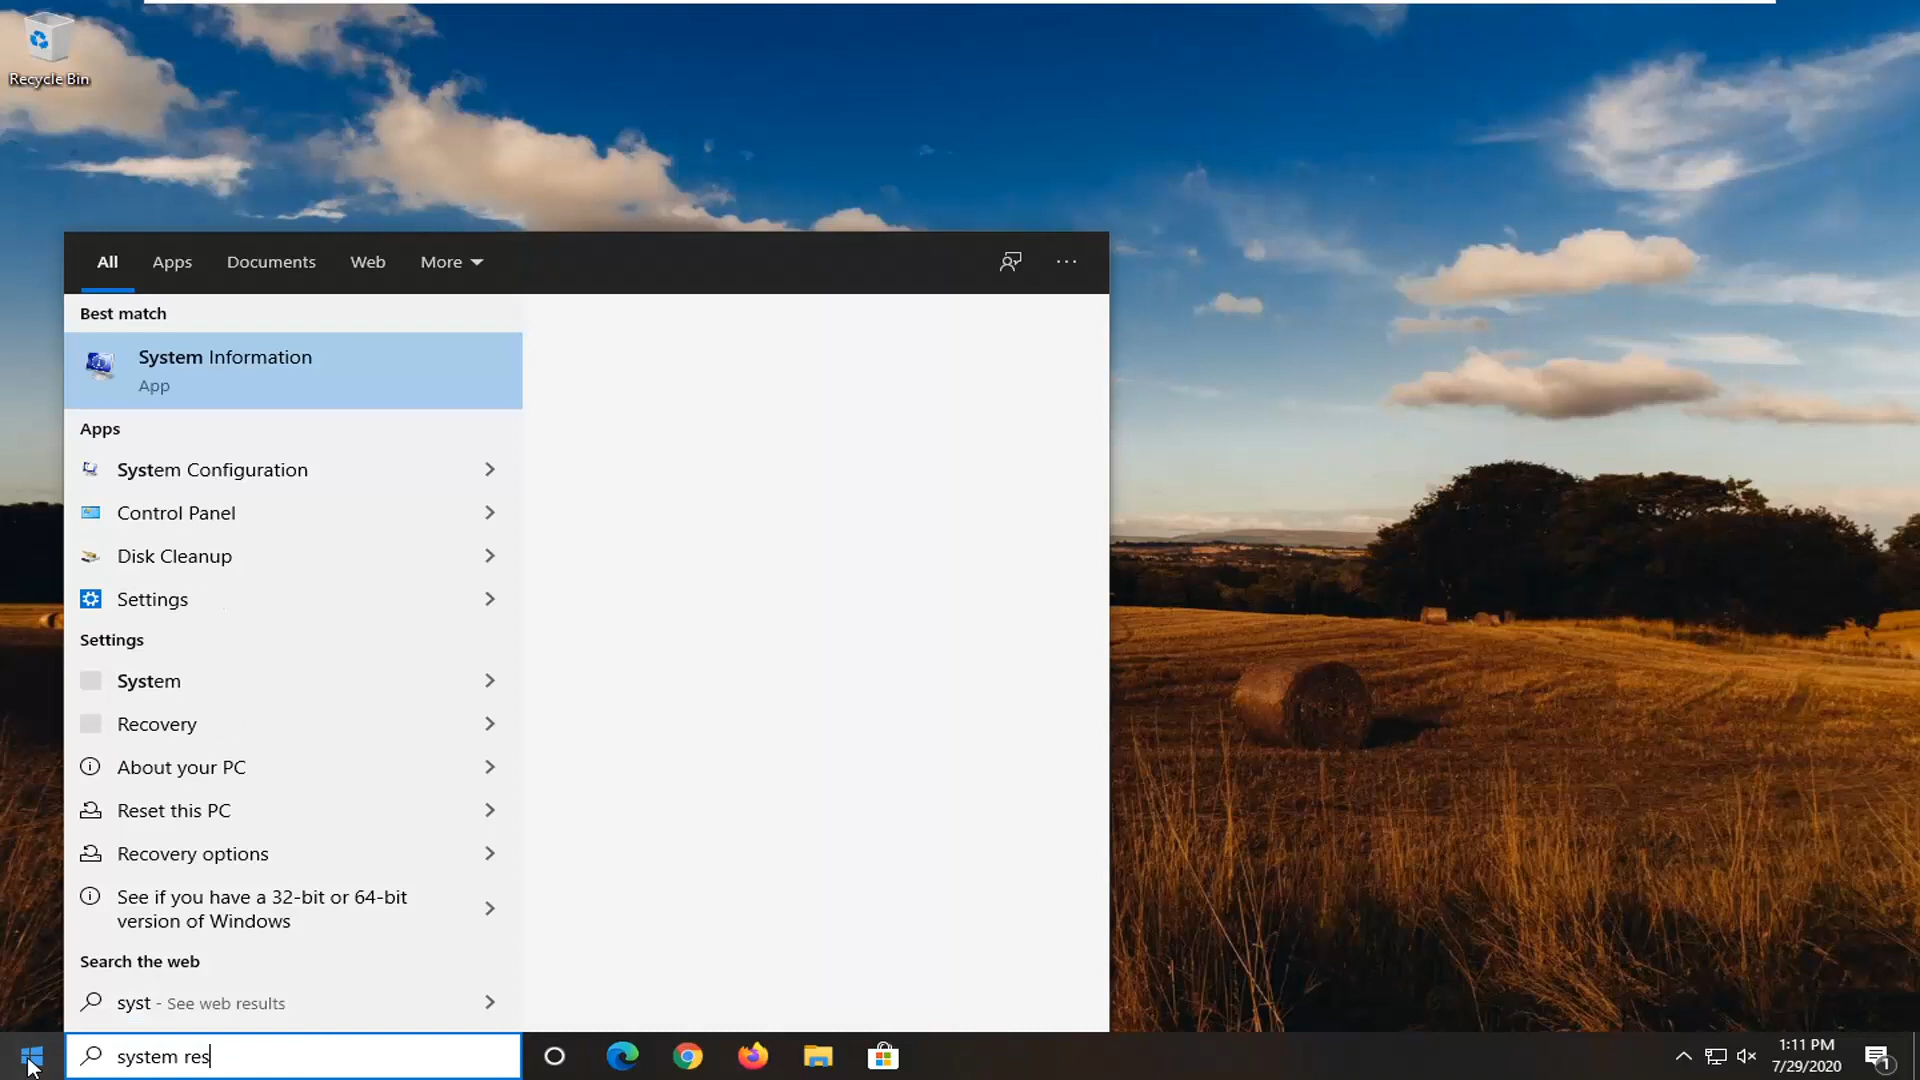 Recycle Bin
All Apps Documents Web More
Best match
System Information
App
Apps
System Configuration
Control Panel
Disk Cleanup
Settings
Settings
System
Recovery
About your PC
Reset this PC
Recovery options
See if you have a 32-bit or 64-bit
version of Windows
Search the web
syst - See web results
system res
1:11 PM
7/29/2020
1